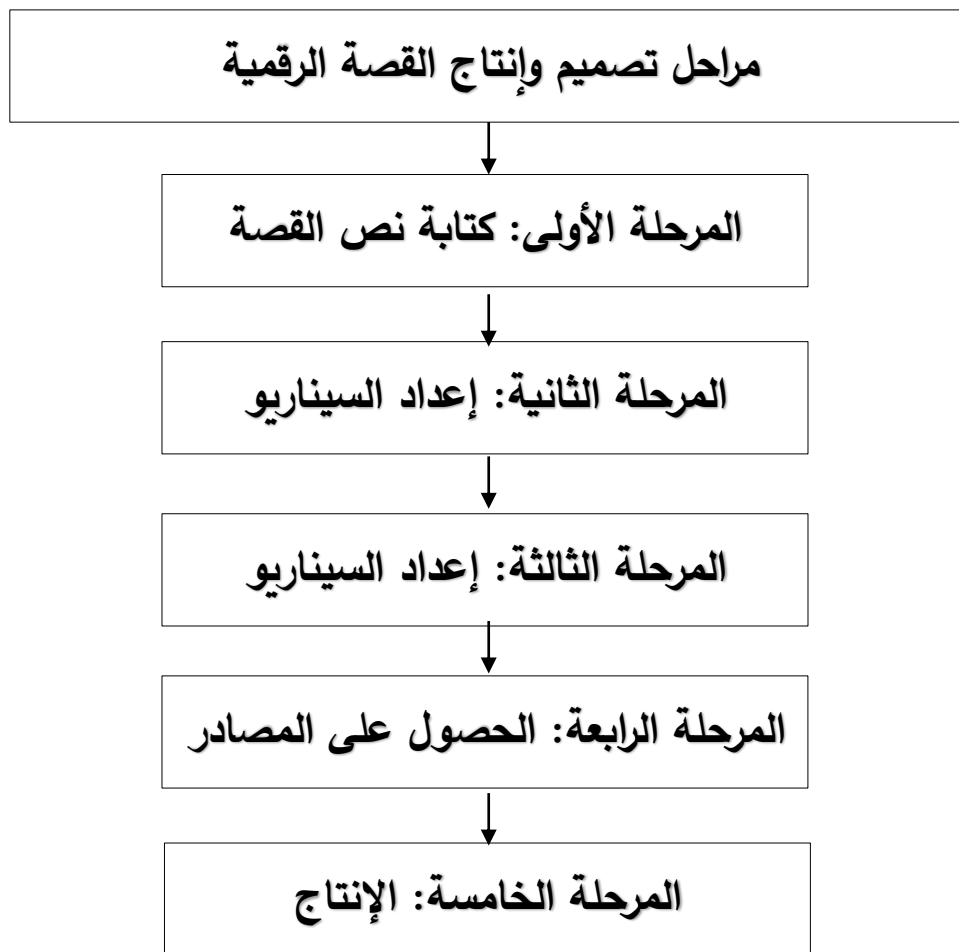 مراحل تصميم وإنتاج القصة الرقمية
المرحلة الأولى: كتابة نص القصة
المرحلة الثانية: إعداد السيناريو
المرحلة الثالثة: إعداد السيناريو
المرحلة الرابعة: الحصول على المصادر
المرحلة الخامسة: الإنتاج